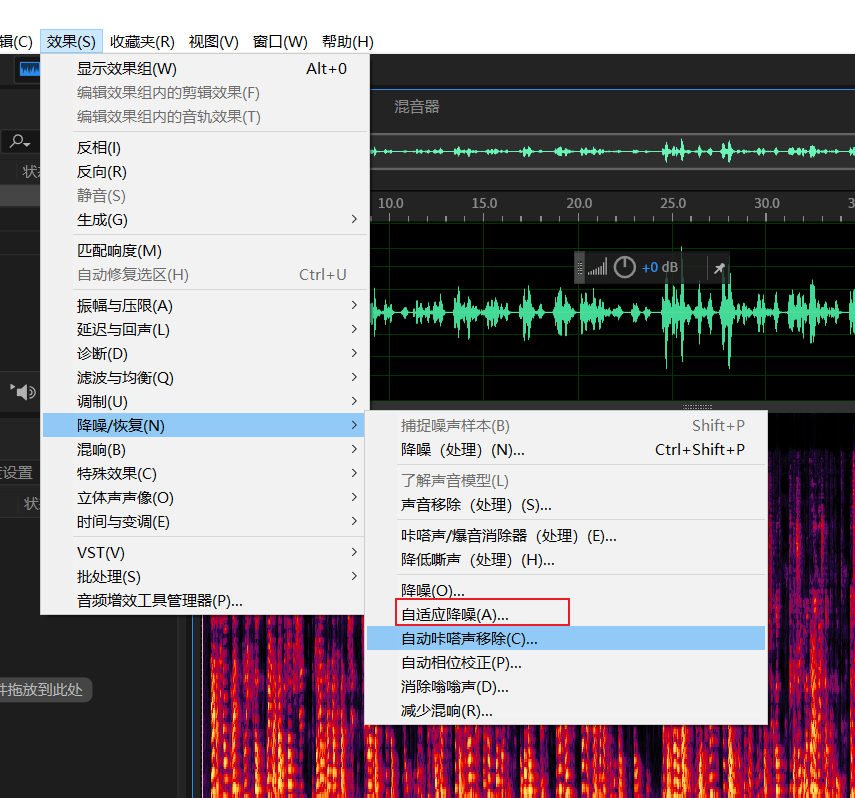 辑(C) 效果(S) 收藏夹(R) 视图(V) 窗口(W) 帮助(H)
显示效果组(W) Alt+0
编辑效果组内的剪辑效果(F)
编辑效果组内的音轨效果(T)
混音器
反相(I)
反向(R)
静音(S)
生成(G)
10.0 15.0 20.0 25.0 30.0
匹配响度(M)
自动修复选区(H) Ctrl+U
+0 dB
振幅与压限(A)
延迟与回声(L)
诊断(D)
滤波与均衡(Q)
调制(U)
降噪/恢复(N)
混响(B)
特殊效果(C)
立体声声像(O)
时间与变调(E)
VST(V)
批处理(S)
音频增效工具管理器(P)...
捕捉噪声样本(B) Shift+P
降噪（处理）(N)... Ctrl+Shift+P
了解声音模型(L)
声音移除（处理）(S)...
咔嗒声/爆音消除器（处理）(E)...
降低嘶声（处理）(H)...
降噪(O)...
自适应降噪(A)...
自动咔嗒声移除(C)...
自动相位校正(P)...
消除嗡嗡声(D)...
减少混响(R)...
设置
件拖放到此处